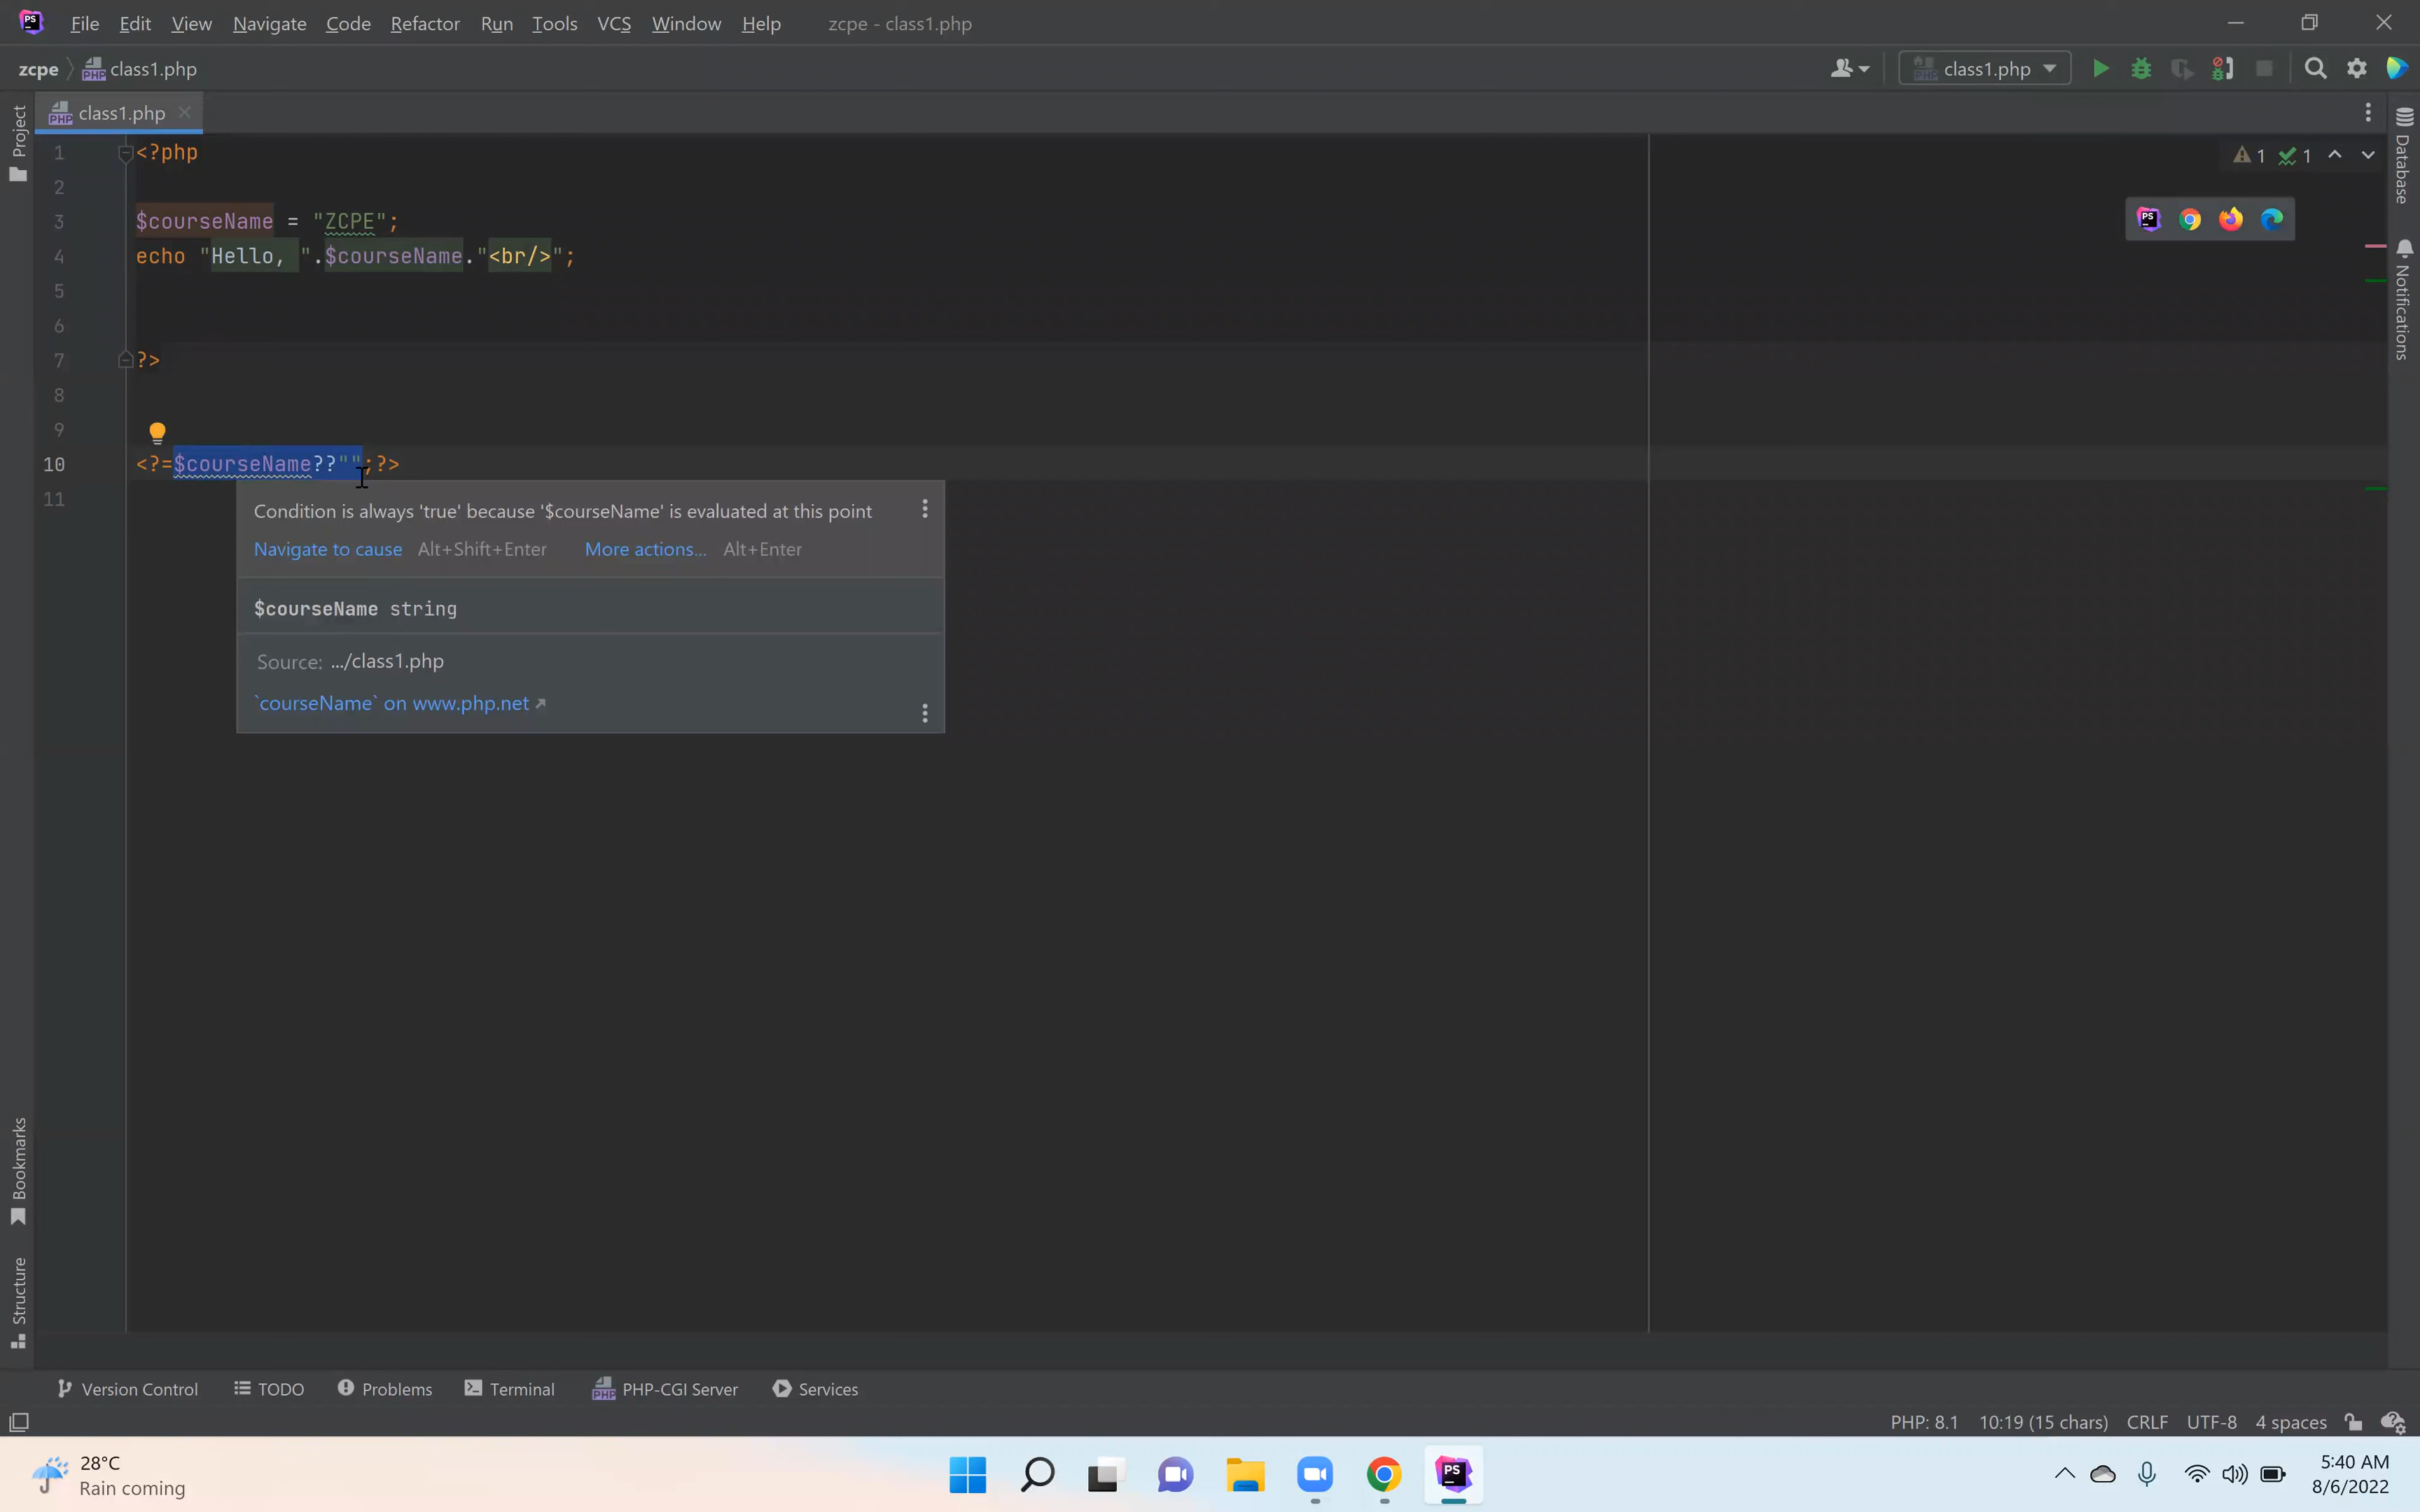 File Edit View Navigate Code Refactor Run Tools VCS Window Help zcpe - class1.php
zcpe class1.php
class1.php
class1.php
Project
Database
Notifications
1 <?php
1 1
2
3 $courseName = "ZCPE";
4 echo "Hello, ".$courseName."<br/>";
5
6
7 ?>
8
9
10 <?=$courseName??"";?>
11
Condition is always 'true' because '$courseName' is evaluated at this point
Navigate to cause Alt+Shift+Enter More actions... Alt+Enter
$courseName string
Source: .../class1.php
`courseName` on www.php.net
Bookmarks
Structure
Version Control TODO Problems Terminal PHP-CGI Server Services
PHP: 8.1 10:19 (15 chars) CRLF UTF-8 4 spaces
28°C
Rain coming
5:40 AM
8/6/2022